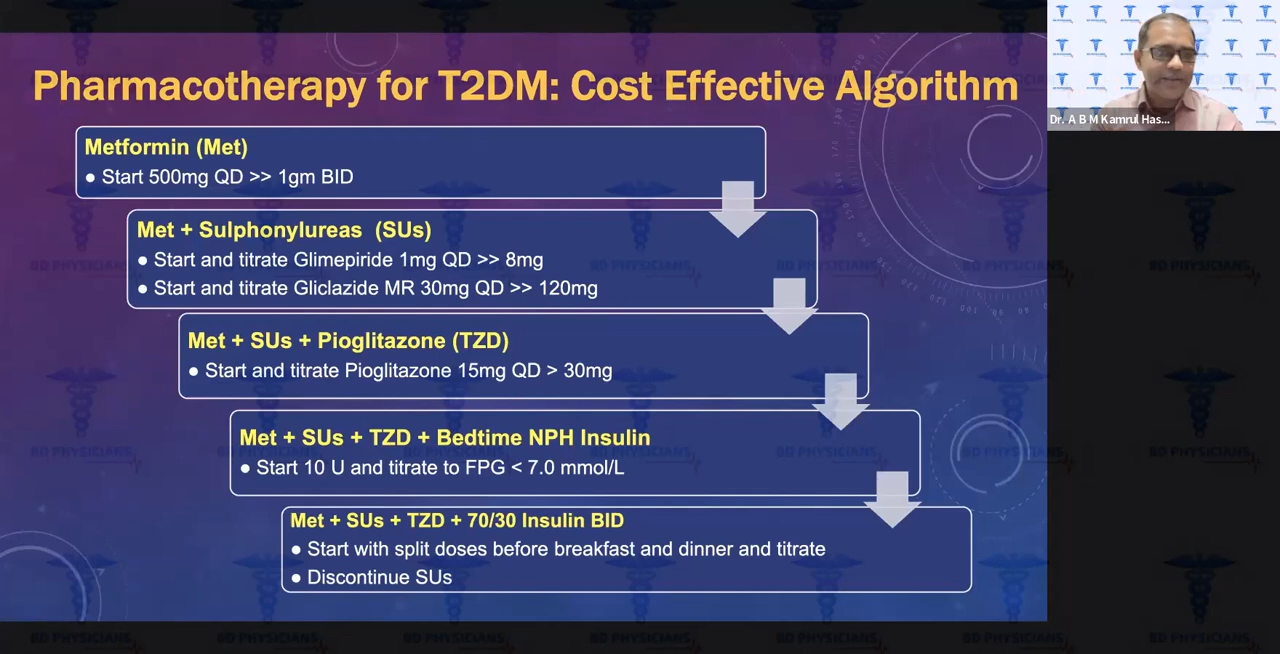 Pharmacotherapy for T2DM: Cost Effective Algorithm
Dr. A B M Kamrul Has...
Metformin (Met)
● Start 500mg QD >> 1gm BID
Met + Sulphonylureas (SUs)
● Start and titrate Glimepiride 1mg QD >> 8mg
● Start and titrate Gliclazide MR 30mg QD >> 120mg
Met + SUs + Pioglitazone (TZD)
● Start and titrate Pioglitazone 15mg QD > 30mg
Met + SUs + TZD + Bedtime NPH Insulin
● Start 10 U and titrate to FPG < 7.0 mmol/L
Met + SUs + TZD + 70/30 Insulin BID
● Start with split doses before breakfast and dinner and titrate
● Discontinue SUs
BD PHYSICIANS